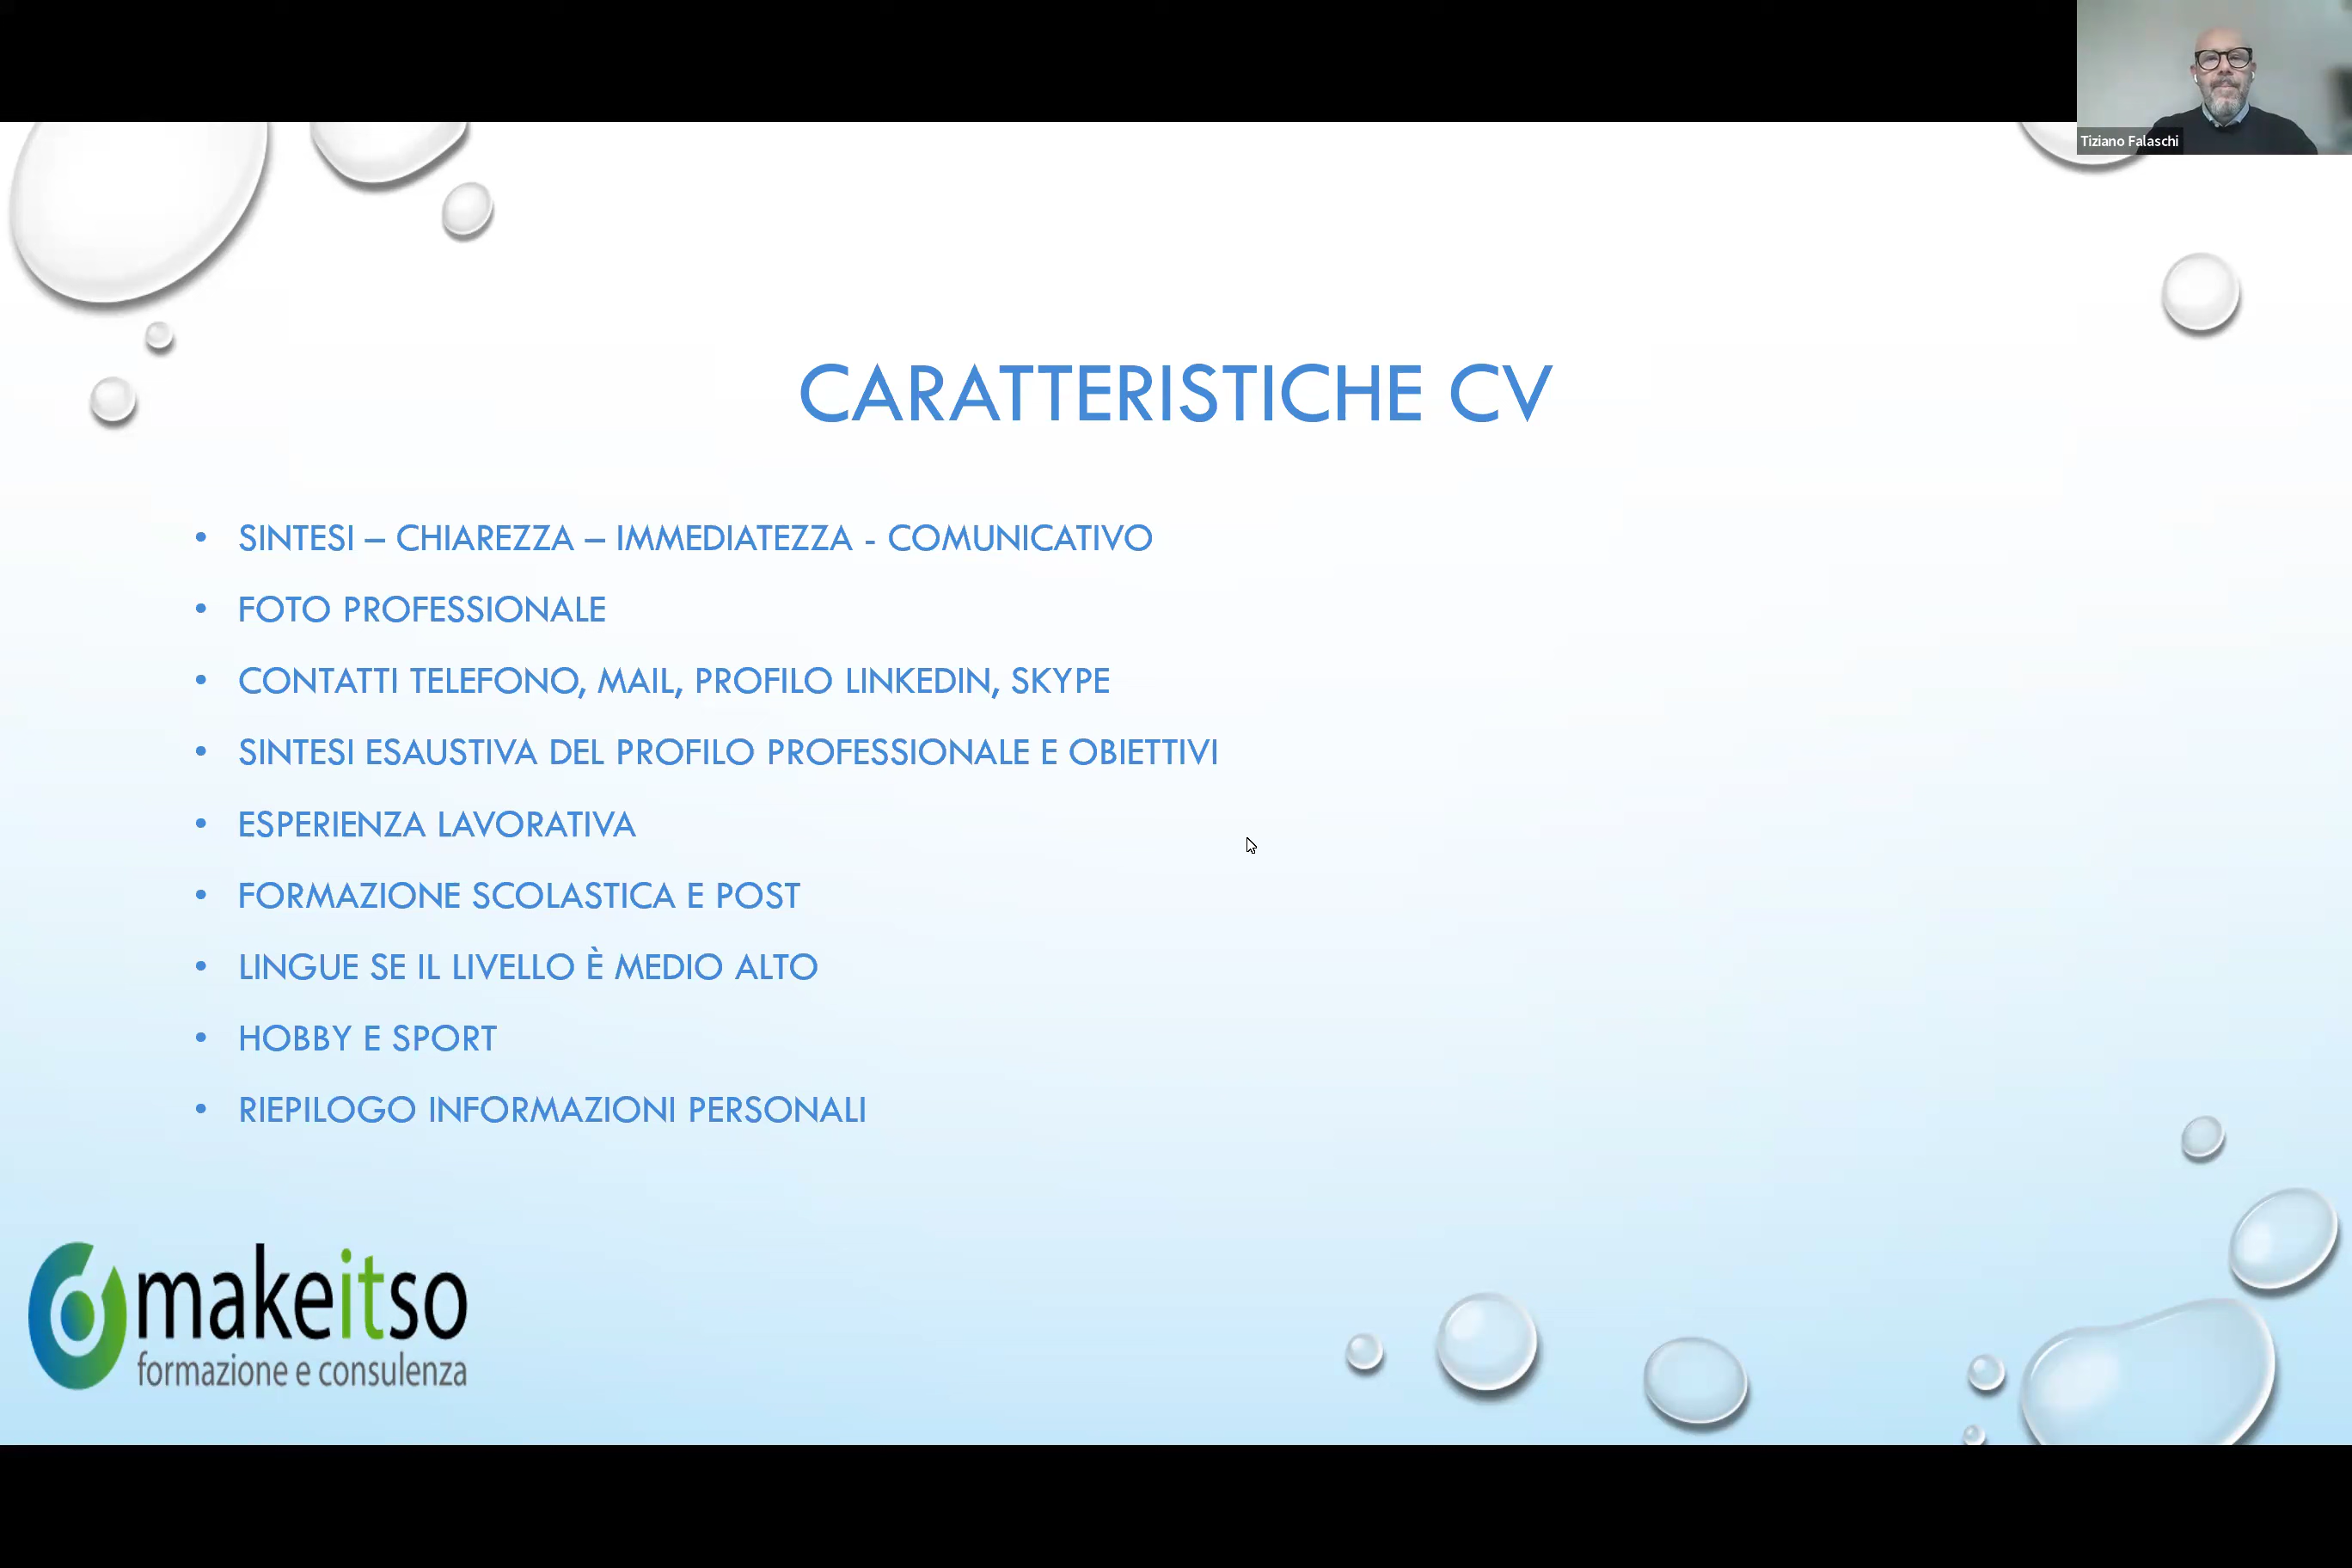 Tiziano Falaschi
CARATTERISTICHE CV
• SINTESI – CHIAREZZA – IMMEDIATEZZA - COMUNICATIVO
• FOTO PROFESSIONALE
• CONTATTI TELEFONO, MAIL, PROFILO LINKEDIN, SKYPE
• SINTESI ESAUSTIVA DEL PROFILO PROFESSIONALE E OBIETTIVI
• ESPERIENZA LAVORATIVA
• FORMAZIONE SCOLASTICA E POST
• LINGUE SE IL LIVELLO È MEDIO ALTO
• HOBBY E SPORT
• RIEPILOGO INFORMAZIONI PERSONALI
makeitso
formazione e consulenza